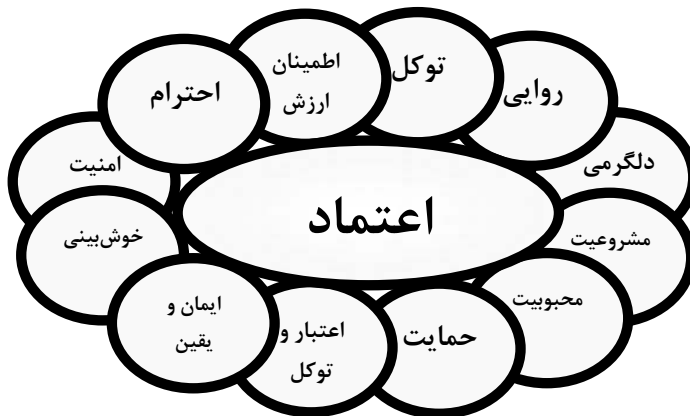 اطمینان
ارزش
توکل
احترام
روایی
امنیت
دلگرمی
اعتماد
خوش‌بینی
مشروعیت
ایمان و
یقین
محبوبیت
اعتبار و
توکل
حمایت